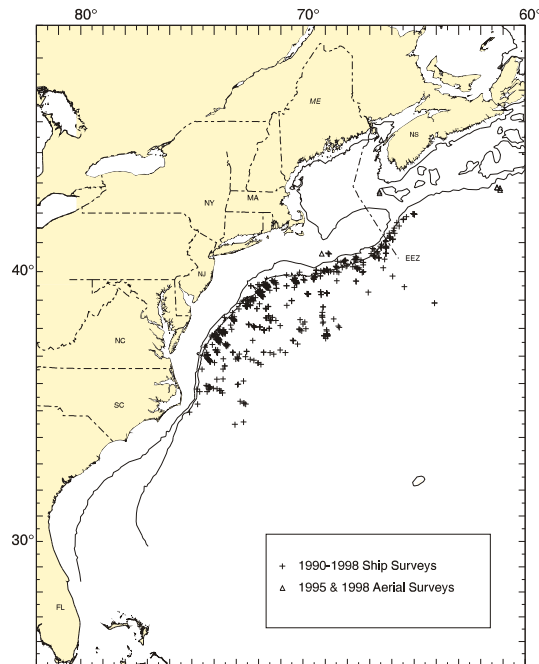 80° 70° 60°
ME
NS
NY MA
EEZ
40°
NJ
NC
SC
30°
+ 1990-1998 Ship Surveys
△ 1995 & 1998 Aerial Surveys
FL